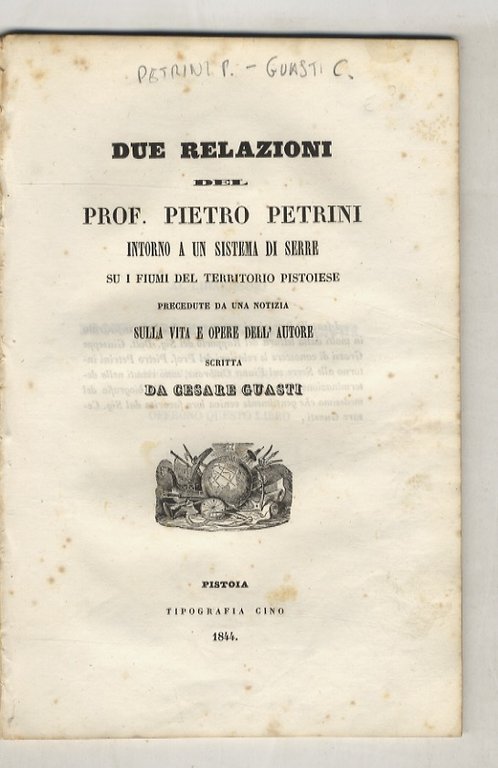 PETRINI P. - GUASTI C.
DUE RELAZIONI
DEL
PROF. PIETRO PETRINI
INTORNO A UN SISTEMA DI SERRE
SU I FIUMI DEL TERRITORIO PISTOIESE
PRECEDUTE DA UNA NOTIZIA
SULLA VITA E OPERE DELL' AUTORE
SCRITTA
DA CESARE GUASTI
PISTOIA
TIPOGRAFIA CINO
1844.